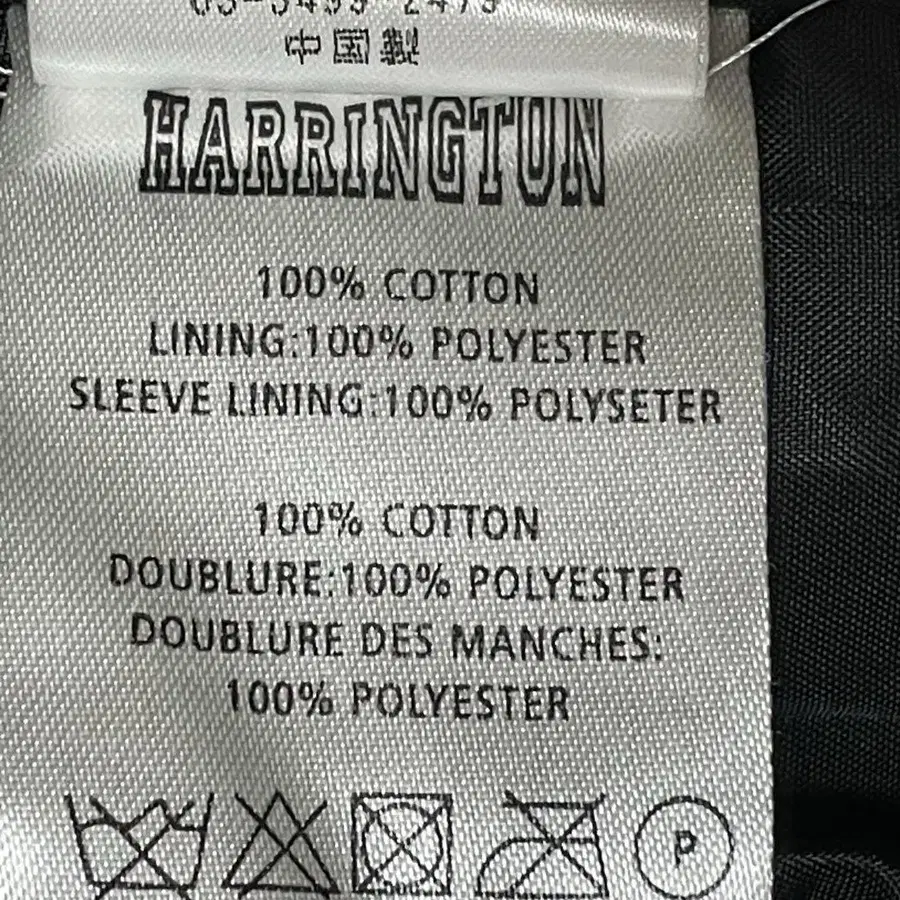 中国製
HARRINGTON
100% COTTON
LINING:100% POLYESTER
SLEEVE LINING:100% POLYSETER
100% COTTON
DOUBLURE:100% POLYESTER
DOUBLURE DES MANCHES:
100% POLYESTER
P